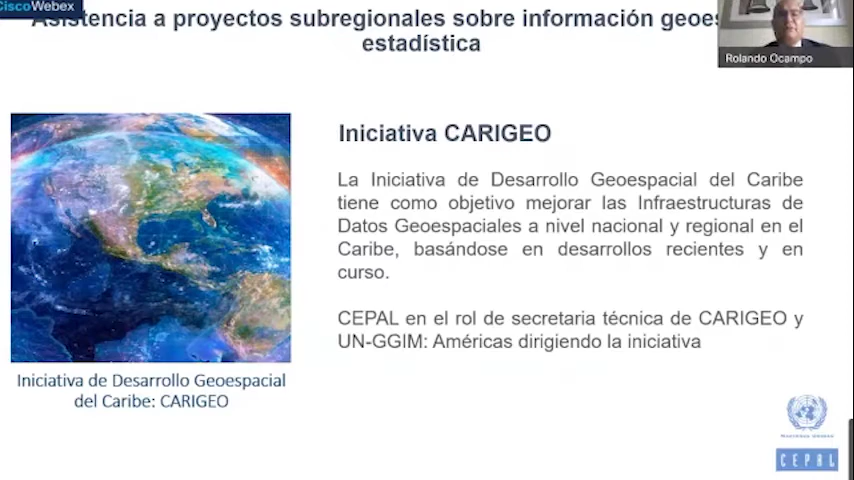 CiscoWebex
Asistencia a proyectos subregionales sobre información
estadística
Rolando Ocampo
Iniciativa CARIGEO
La Iniciativa de Desarrollo Geoespacial del Caribe
tiene como objetivo mejorar las Infraestructuras de
Datos Geoespaciales a nivel nacional y regional en el
Caribe, basándose en desarrollos recientes y en
curso.
CEPAL en el rol de secretaria técnica de CARIGEO y
UN-GGIM: Américas dirigiendo la iniciativa
Iniciativa de Desarrollo Geoespacial
del Caribe: CARIGEO
CEPAL